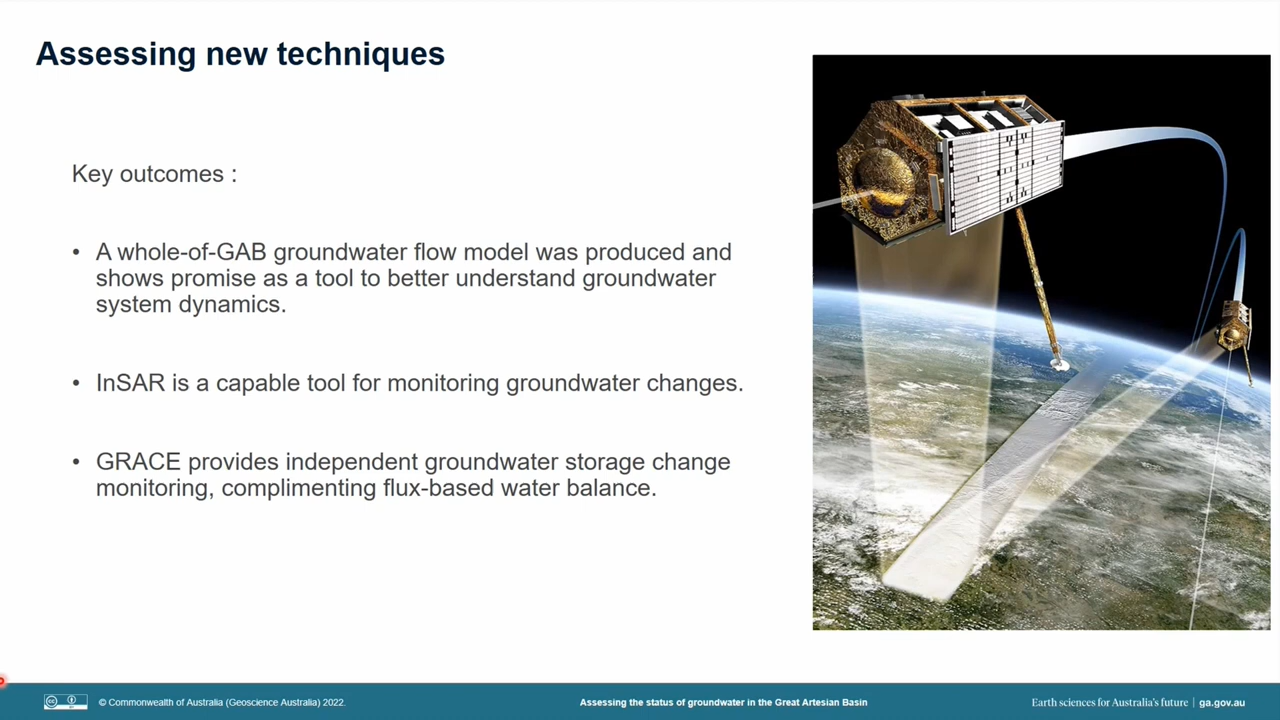 Assessing new techniques
Key outcomes :
• A whole-of-GAB groundwater flow model was produced and
shows promise as a tool to better understand groundwater
system dynamics.
• InSAR is a capable tool for monitoring groundwater changes.
• GRACE provides independent groundwater storage change
monitoring, complimenting flux-based water balance.
© Commonwealth of Australia (Geoscience Australia) 2022.
Assessing the status of groundwater in the Great Artesian Basin
Earth sciences for Australia's future | ga.gov.au